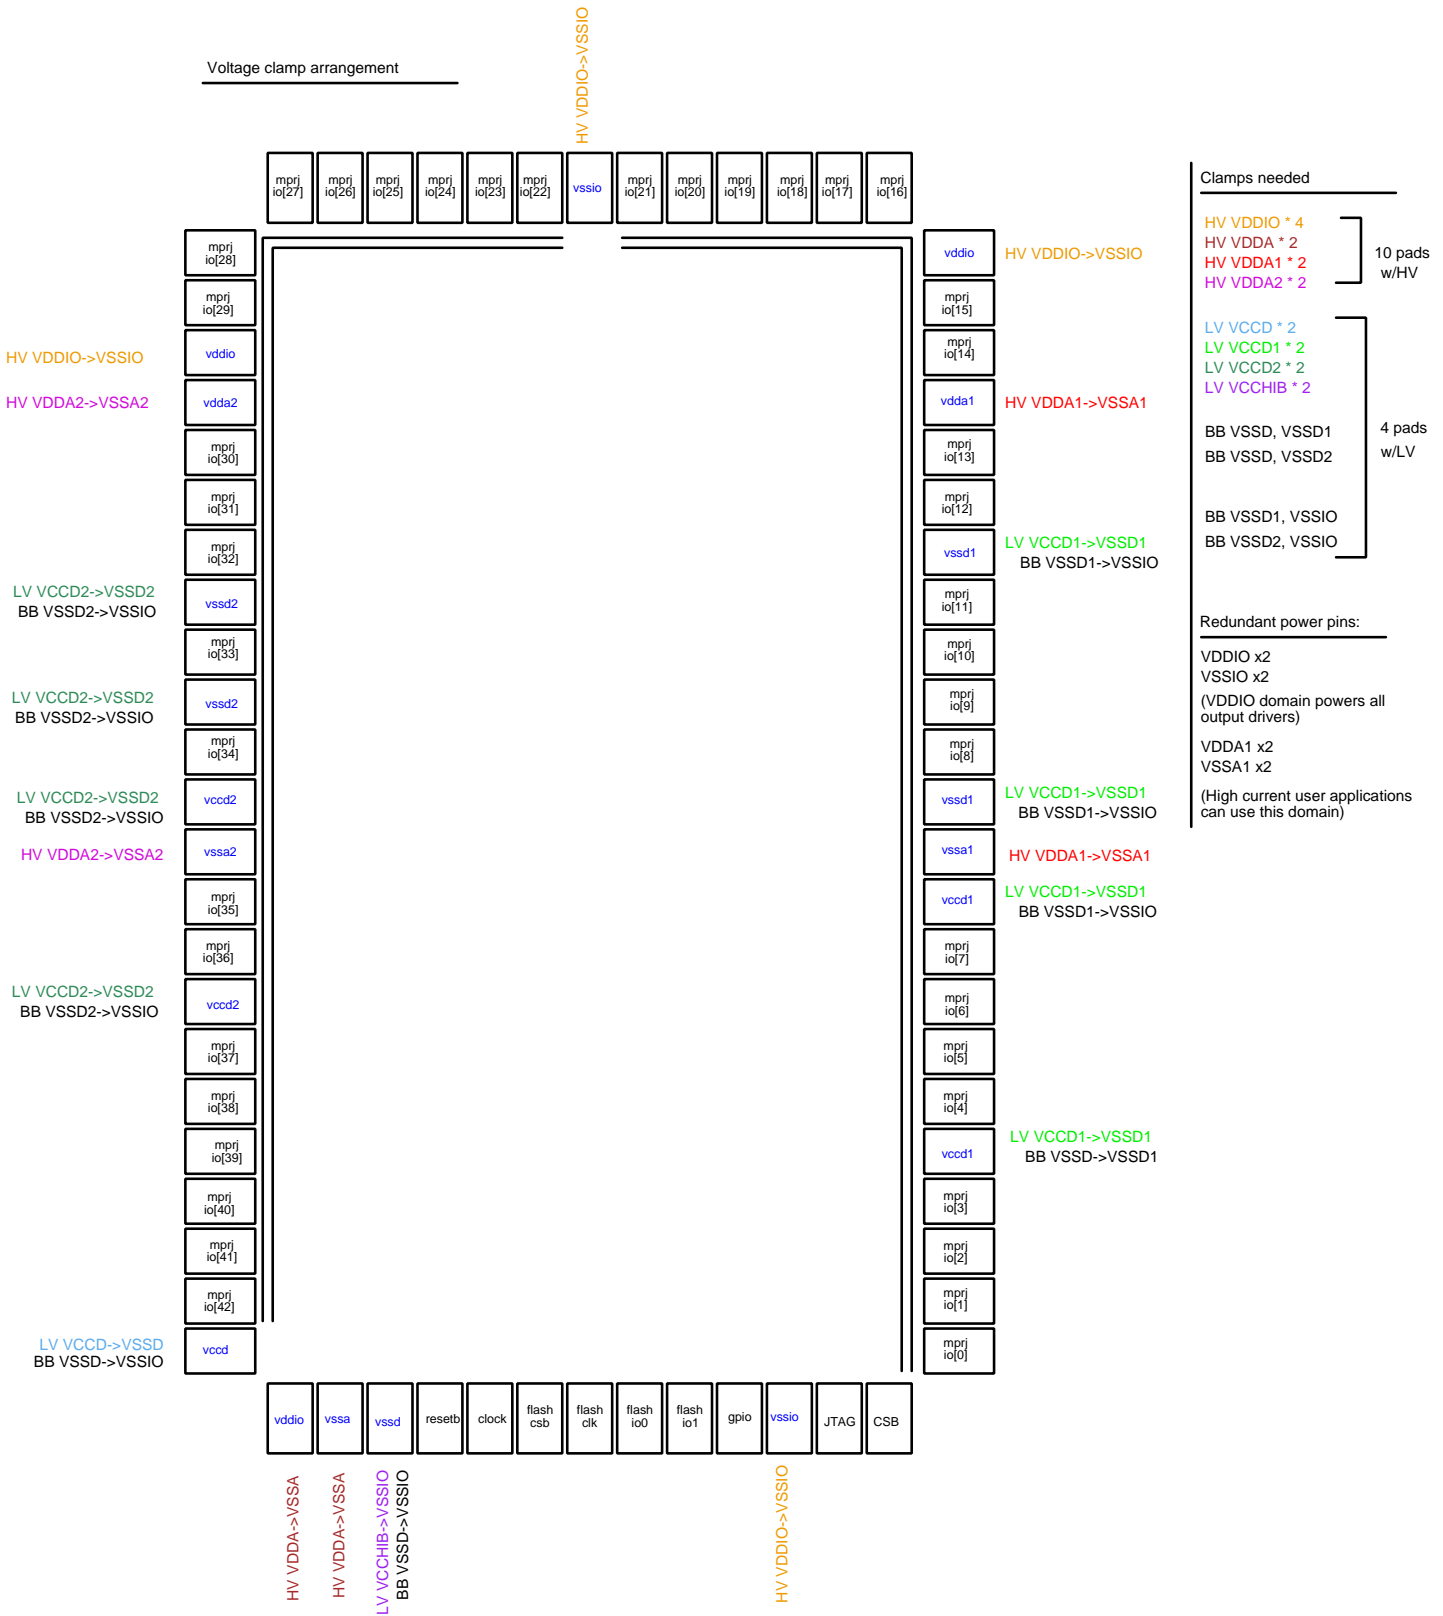 HV VDDIO->VSSIO
Voltage clamp arrangement
mprj
io[27]
mprj
io[26]
mprj
io[25]
mprj
io[24]
mprj
io[23]
mprj
io[22]
vssio
mprj
io[21]
mprj
io[20]
mprj
io[19]
mprj
io[18]
mprj
io[17]
mprj
io[16]
mprj
io[28]
mprj
io[29]
HV VDDIO->VSSIO
vddio
HV VDDA2->VSSA2
vdda2
mprj
io[30]
mprj
io[31]
mprj
io[32]
LV VCCD2->VSSD2
BB VSSD2->VSSIO
vssd2
mprj
io[33]
LV VCCD2->VSSD2
BB VSSD2->VSSIO
vssd2
mprj
io[34]
LV VCCD2->VSSD2
BB VSSD2->VSSIO
vccd2
HV VDDA2->VSSA2
vssa2
mprj
io[35]
mprj
io[36]
LV VCCD2->VSSD2
BB VSSD2->VSSIO
vccd2
mprj
io[37]
mprj
io[38]
mprj
io[39]
mprj
io[40]
mprj
io[41]
mprj
io[42]
LV VCCD->VSSD
BB VSSD->VSSIO
vccd
vddio
HV VDDIO->VSSIO
mprj
io[15]
mprj
io[14]
vdda1
HV VDDA1->VSSA1
mprj
io[13]
mprj
io[12]
vssd1
LV VCCD1->VSSD1
BB VSSD1->VSSIO
mprj
io[11]
mprj
io[10]
mprj
io[9]
mprj
io[8]
vssd1
LV VCCD1->VSSD1
BB VSSD1->VSSIO
vssa1
HV VDDA1->VSSA1
vccd1
LV VCCD1->VSSD1
BB VSSD1->VSSIO
mprj
io[7]
mprj
io[6]
mprj
io[5]
mprj
io[4]
vccd1
LV VCCD1->VSSD1
BB VSSD->VSSD1
mprj
io[3]
mprj
io[2]
mprj
io[1]
mprj
io[0]
vddio
vssa
vssd
resetb
clock
flash
csb
flash
clk
flash
io0
flash
io1
gpio
vssio
JTAG
CSB
HV VDDA->VSSA
HV VDDA->VSSA
LV VCCHIB->VSSIO
BB VSSD->VSSIO
HV VDDIO->VSSIO
Clamps needed
HV VDDIO * 4
HV VDDA * 2
HV VDDA1 * 2
HV VDDA2 * 2
10 pads
w/HV
LV VCCD * 2
LV VCCD1 * 2
LV VCCD2 * 2
LV VCCHIB * 2
BB VSSD, VSSD1
BB VSSD, VSSD2
BB VSSD1, VSSIO
BB VSSD2, VSSIO
4 pads
w/LV
Redundant power pins:
VDDIO x2
VSSIO x2
(VDDIO domain powers all
output drivers)
VDDA1 x2
VSSA1 x2
(High current user applications
can use this domain)